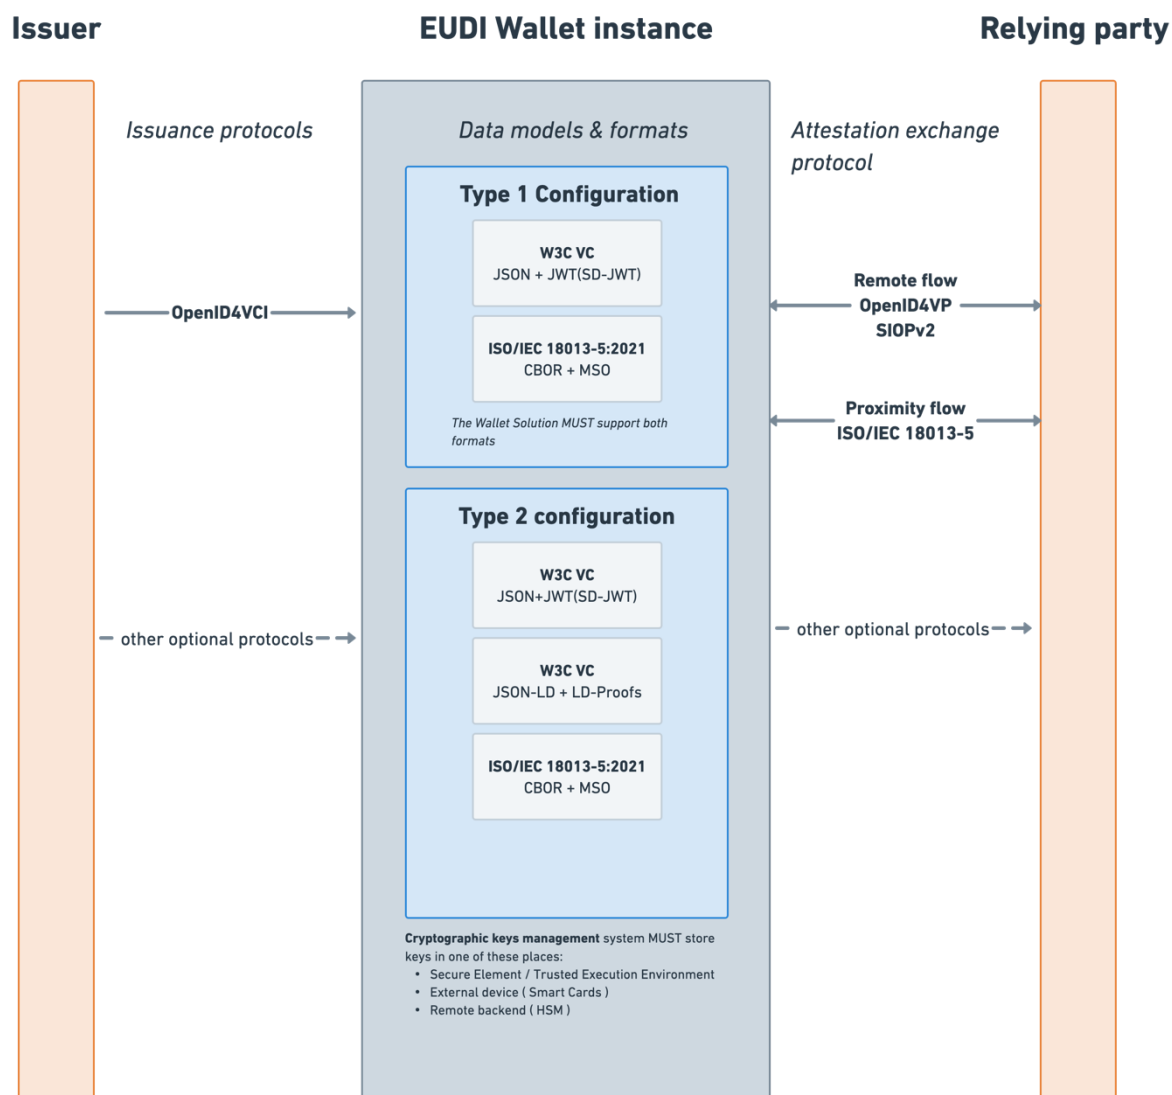 Issuer
EUDI Wallet instance
Relying party
Issuance protocols
Data models & formats
Attestation exchange
protocol
Type 1 Configuration
W3C VC
JSON + JWT(SD-JWT)
ISO/IEC 18013-5:2021
CBOR + MSO
The Wallet Solution MUST support both
formats
OpenID4VCI
Remote flow
OpenID4VP
SIOPv2
Proximity flow
ISO/IEC 18013-5
Type 2 configuration
W3C VC
JSON+JWT(SD-JWT)
W3C VC
JSON-LD + LD-Proofs
ISO/IEC 18013-5:2021
CBOR + MSO
other optional protocols
other optional protocols
Cryptographic keys management system MUST store
keys in one of these places:
• Secure Element / Trusted Execution Environment
• External device ( Smart Cards )
• Remote backend ( HSM )